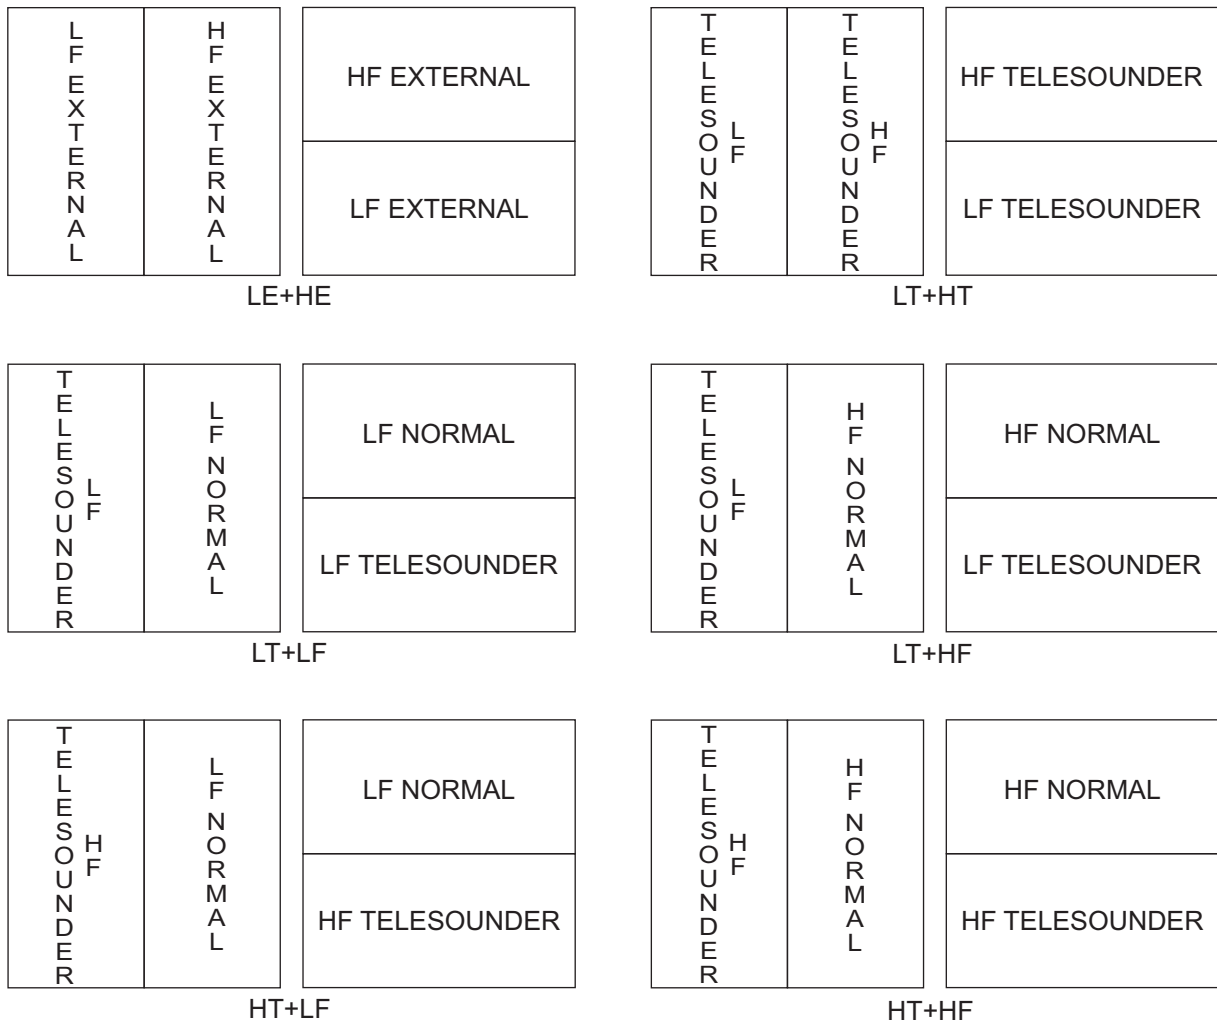 LF EXTERNAL
HF EXTERNAL
HF EXTERNAL
LF EXTERNAL
LE+HE
TELESOUNDER
LF
TELESOUNDER
HF
HF TELESOUNDER
LF TELESOUNDER
LT+HT
TELESOUNDER
LF
LF NORMAL
LF NORMAL
LF TELESOUNDER
LT+LF
TELESOUNDER
LF
HF NORMAL
HF NORMAL
LF TELESOUNDER
LT+HF
TELESOUNDER
HF
LF NORMAL
LF NORMAL
HF TELESOUNDER
HT+LF
TELESOUNDER
HF
HF NORMAL
HF NORMAL
HF TELESOUNDER
HT+HF